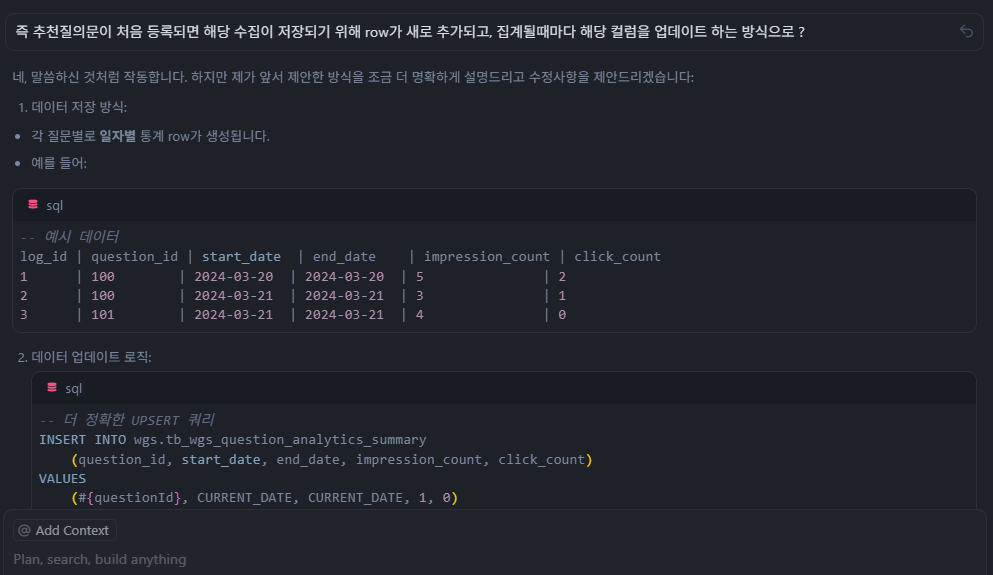 즉 추천질의문이 처음 등록되면 해당 수집이 저장되기 위해 row가 새로 추가되고, 집계될때마다 해당 컬럼을 업데이트 하는 방식으로 ?
네, 말씀하신 것처럼 작동합니다. 하지만 제가 앞서 제안한 방식을 조금 더 명확하게 설명드리고 수정사항을 제안드리겠습니다:
1. 데이터 저장 방식:
• 각 질문별로 일자별 통계 row가 생성됩니다.
• 예를 들어:
sql
-- 예시 데이터
log_id | question_id | start_date | end_date | impression_count | click_count
1 | 100 | 2024-03-20 | 2024-03-20 | 5 | 2
2 | 100 | 2024-03-21 | 2024-03-21 | 3 | 1
3 | 101 | 2024-03-21 | 2024-03-21 | 4 | 0
2. 데이터 업데이트 로직:
sql
-- 더 정확한 UPSERT 쿼리
INSERT INTO wgs.tb_wgs_question_analytics_summary
(question_id, start_date, end_date, impression_count, click_count)
VALUES
(#{questionId}, CURRENT_DATE, CURRENT_DATE, 1, 0)
@ Add Context
Plan, search, build anything